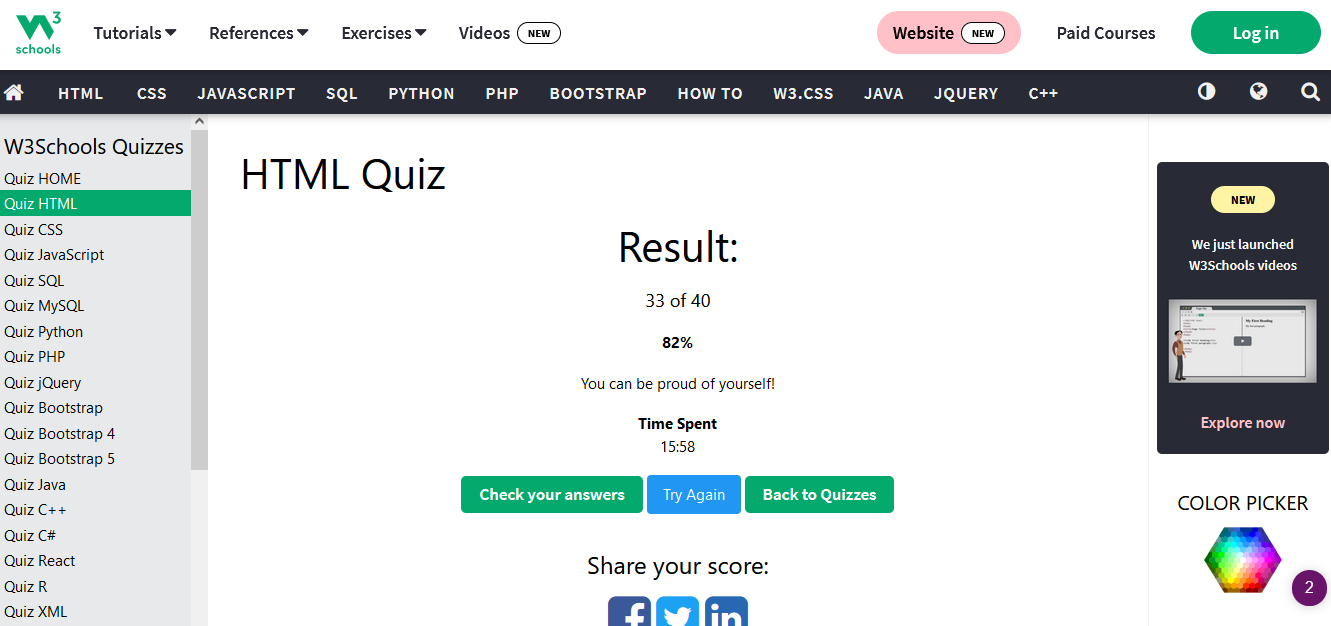 W3
schools
Tutorials
References
Exercises
Videos NEW
Website NEW
Paid Courses
Log in
HTML
CSS
JAVASCRIPT
SQL
PYTHON
PHP
BOOTSTRAP
HOW TO
W3.CSS
JAVA
JQUERY
C++
W3Schools Quizzes
Quiz HOME
Quiz HTML
Quiz CSS
Quiz JavaScript
Quiz SQL
Quiz MySQL
Quiz Python
Quiz PHP
Quiz jQuery
Quiz Bootstrap
Quiz Bootstrap 4
Quiz Bootstrap 5
Quiz Java
Quiz C++
Quiz C#
Quiz React
Quiz R
Quiz XML
HTML Quiz
Result:
33 of 40
82%
You can be proud of yourself!
Time Spent
15:58
Check your answers
Try Again
Back to Quizzes
Share your score:
NEW
We just launched
W3Schools videos
Explore now
COLOR PICKER
2